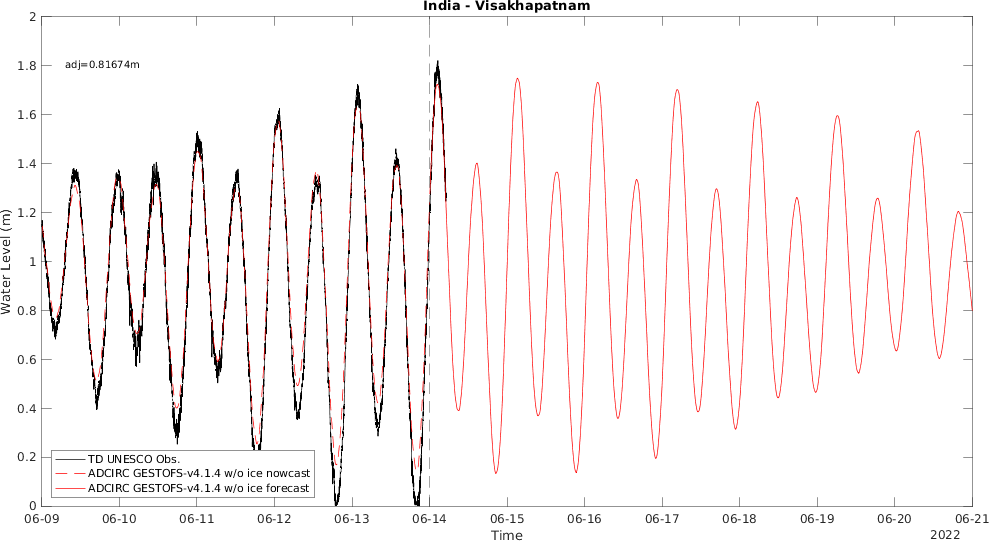 India - Visakhapatnam
adj=0.81674m
Water Level (m)
2
1.8
1.6
1.4
1.2
1
0.8
0.6
0.4
0.2
0
TD UNESCO Obs.
ADCIRC GESTOFS-v4.1.4 w/o ice nowcast
ADCIRC GESTOFS-v4.1.4 w/o ice forecast
06-09 06-10 06-11 06-12 06-13 06-14 06-15 06-16 06-17 06-18 06-19 06-20 06-21
Time
2022